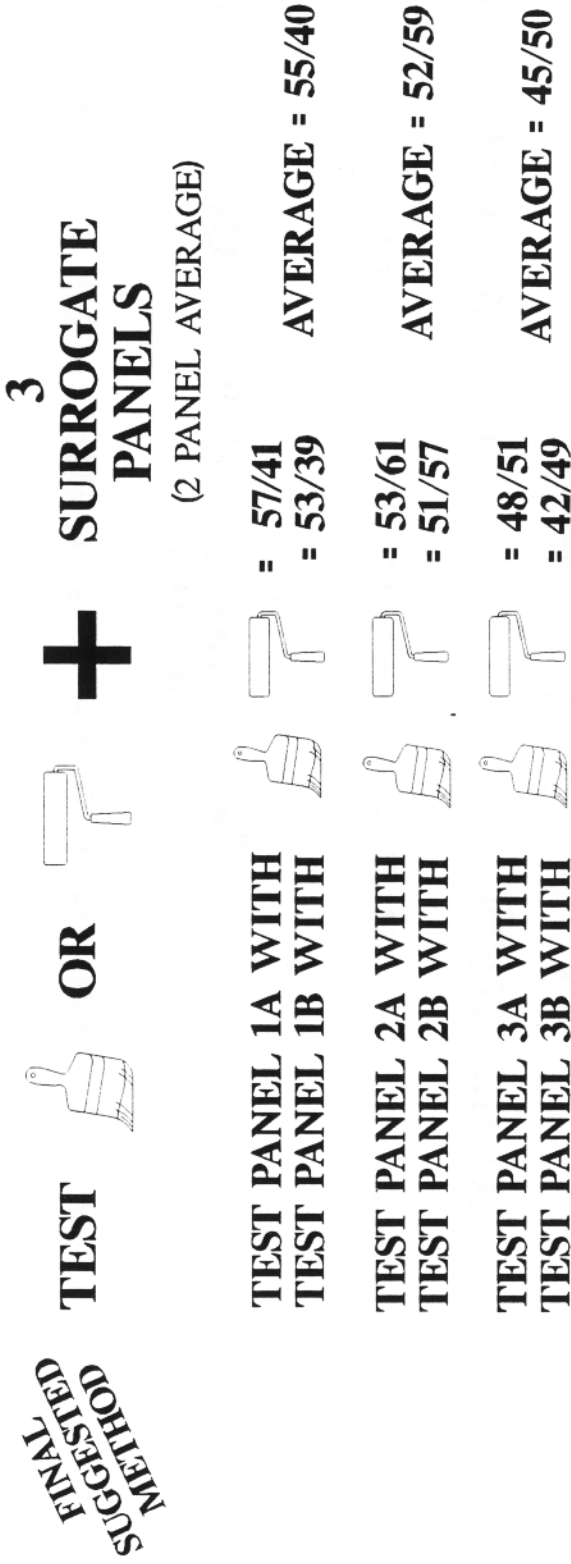 FINAL
SUGGESTED
METHOD
TEST OR + 3
SURROGATE
PANELS
(2 PANEL AVERAGE)
TEST PANEL 1A WITH = 57/41
TEST PANEL 1B WITH = 53/39
AVERAGE = 55/40
TEST PANEL 2A WITH = 53/61
TEST PANEL 2B WITH = 51/57
AVERAGE = 52/59
TEST PANEL 3A WITH = 48/51
TEST PANEL 3B WITH = 42/49
AVERAGE = 45/50